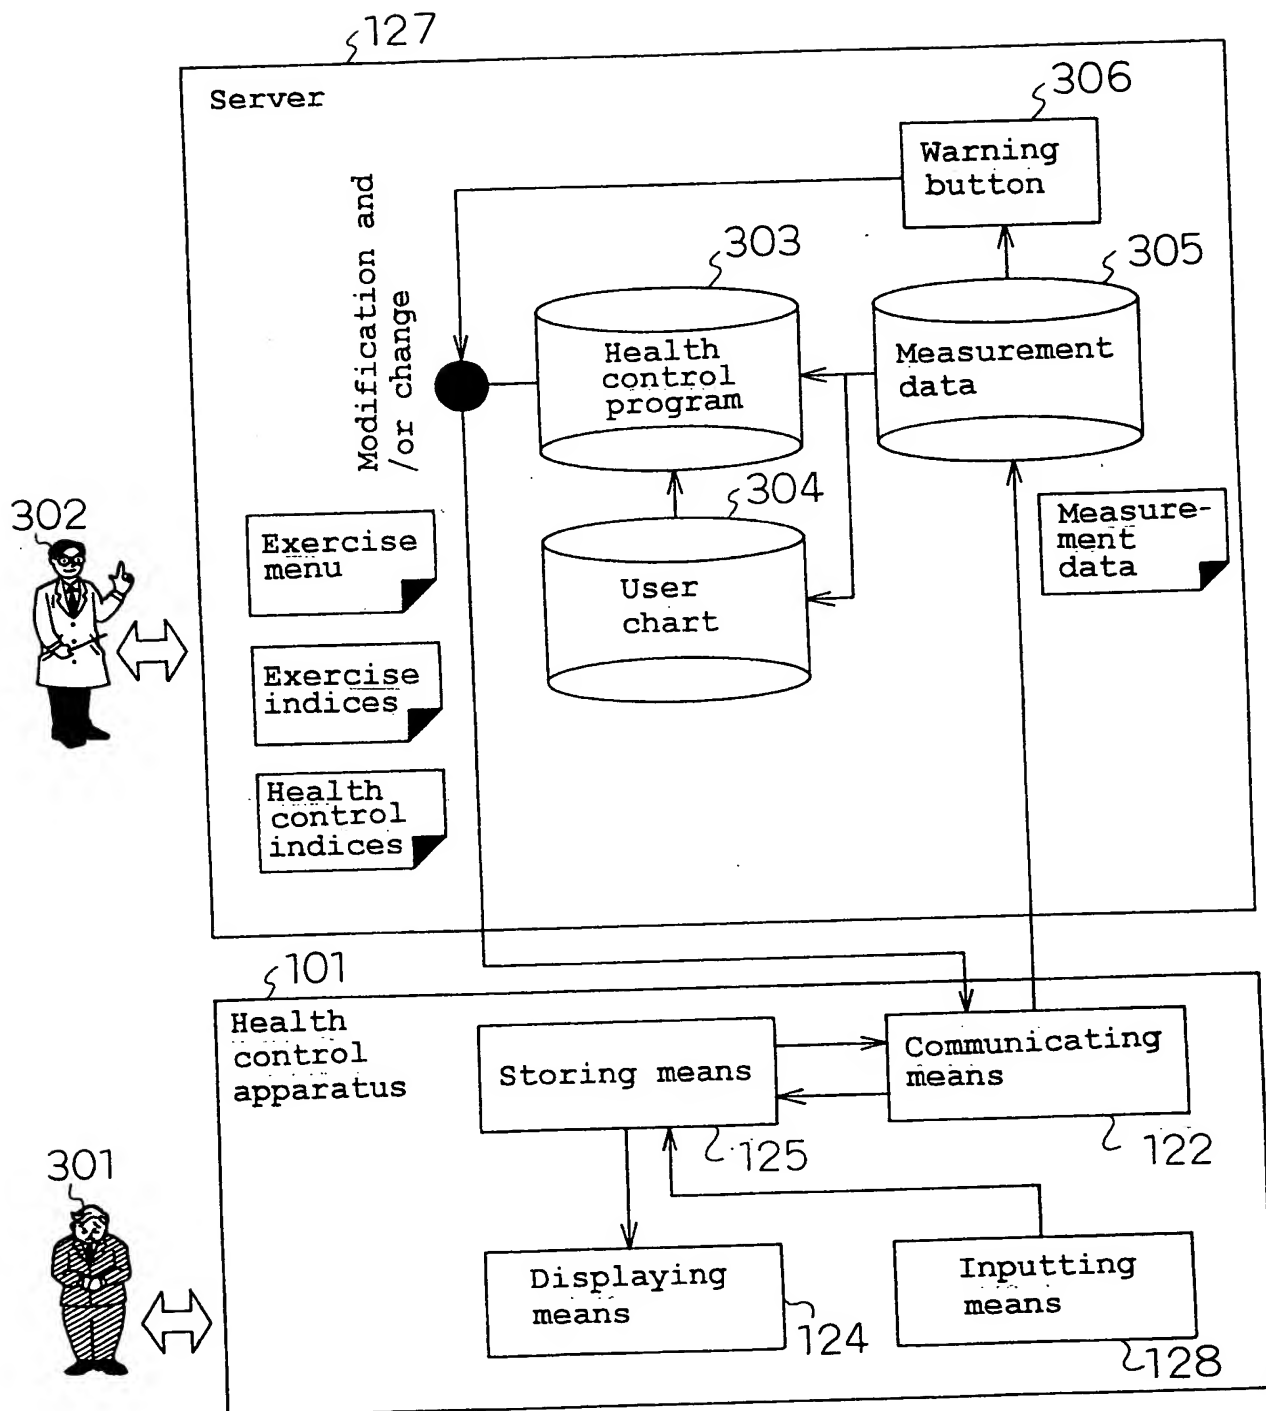 127
Server
306
Warning
button
Modification and
/or change
303
305
Health
control
program
Measurement
data
302
304
Exercise
menu
User
chart
Measure-
ment
data
Exercise
indices
Health
control
indices
101
Health
control
apparatus
Storing means
Communicating
means
125
122
301
Displaying
means
Inputting
means
124
128